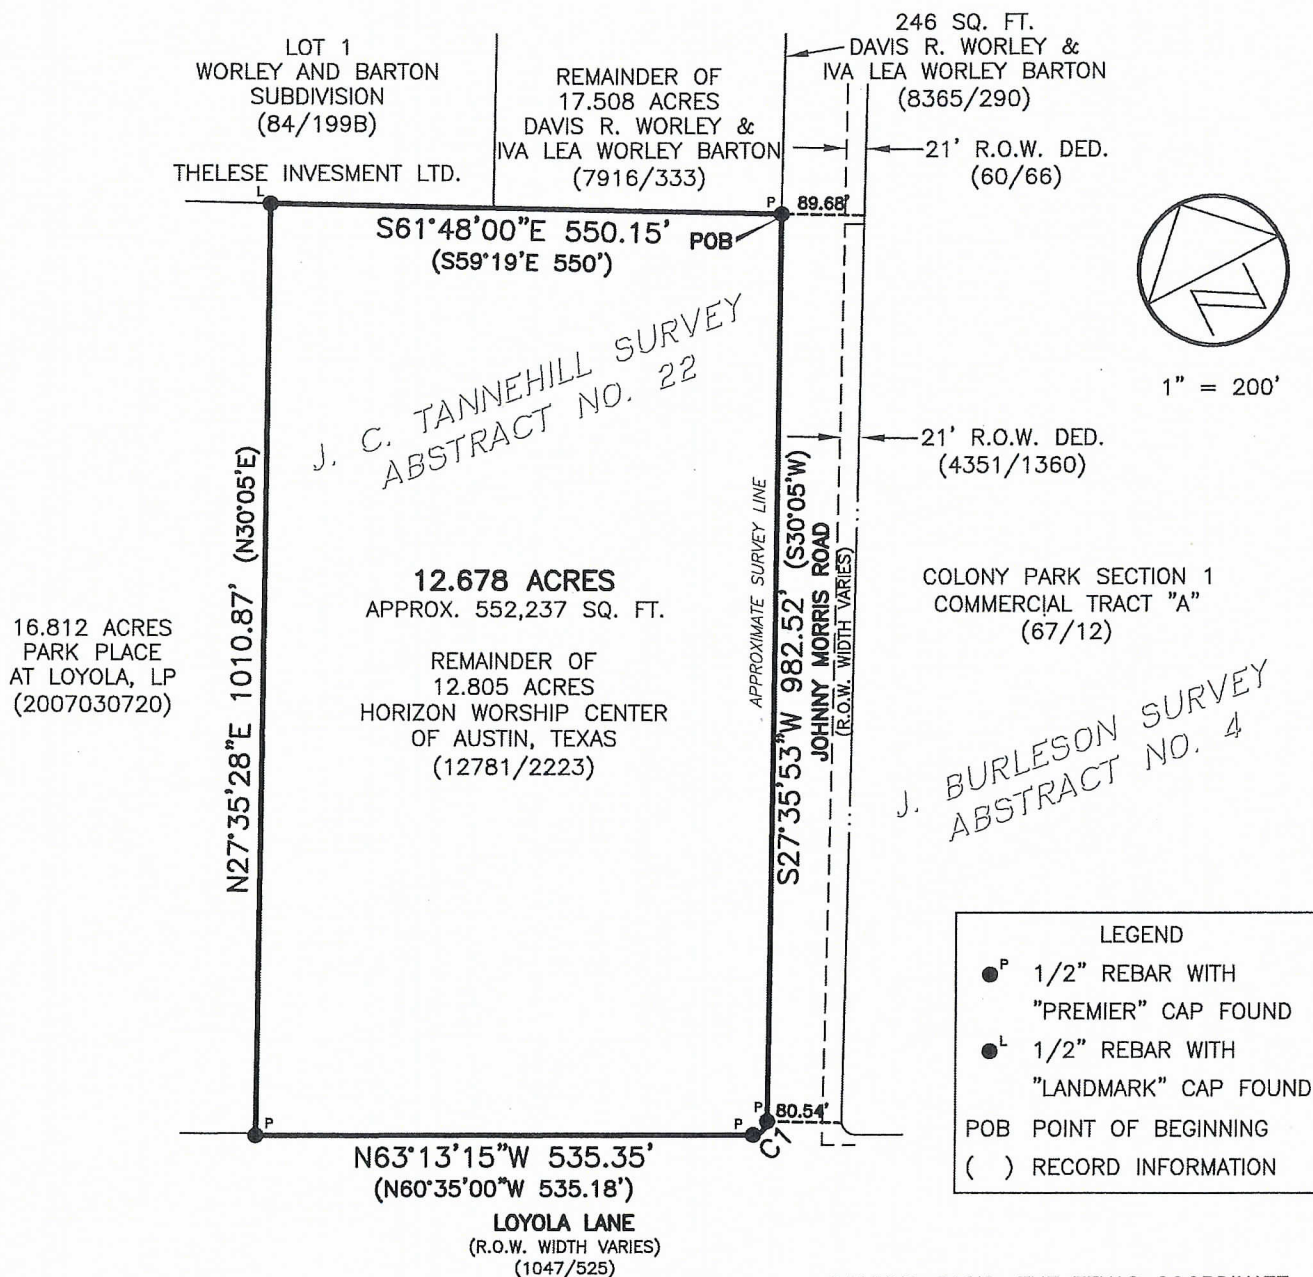 LOT 1
WORLEY AND BARTON
SUBDIVISION
(84/199B)
THELESE INVESMENT LTD.
REMAINDER OF
17.508 ACRES
DAVIS R. WORLEY &
IVA LEA WORLEY BARTON
(7916/333)
246 SQ. FT.
DAVIS R. WORLEY &
IVA LEA WORLEY BARTON
(8365/290)
21' R.O.W. DED.
(60/66)
L
P
89.68'
S61°48'00"E 550.15'
(S59°19'E 550')
POB
1" = 200'
J. C. TANNEHILL SURVEY
ABSTRACT NO. 22
21' R.O.W. DED.
(4351/1360)
N27°35'28"E 1010.87' (N30°05'E)
12.678 ACRES
APPROX. 552,237 SQ. FT.
REMAINDER OF
12.805 ACRES
HORIZON WORSHIP CENTER
OF AUSTIN, TEXAS
(12781/2223)
16.812 ACRES
PARK PLACE
AT LOYOLA, LP
(2007030720)
APPROXIMATE SURVEY LINE
S27°35'53"W 982.52' (S30°05'W)
JOHNNY MORRIS ROAD
(R.O.W. WIDTH VARIES)
COLONY PARK SECTION 1
COMMERCIAL TRACT "A"
(67/12)
J. BURLESON SURVEY
ABSTRACT NO. 4
LEGEND
P 1/2" REBAR WITH
"PREMIER" CAP FOUND
L 1/2" REBAR WITH
"LANDMARK" CAP FOUND
POB POINT OF BEGINNING
( ) RECORD INFORMATION
P
P
P
80.54'
C1
N63°13'15"W 535.35'
(N60°35'00"W 535.18')
LOYOLA LANE
(R.O.W. WIDTH VARIES)
(1047/525)